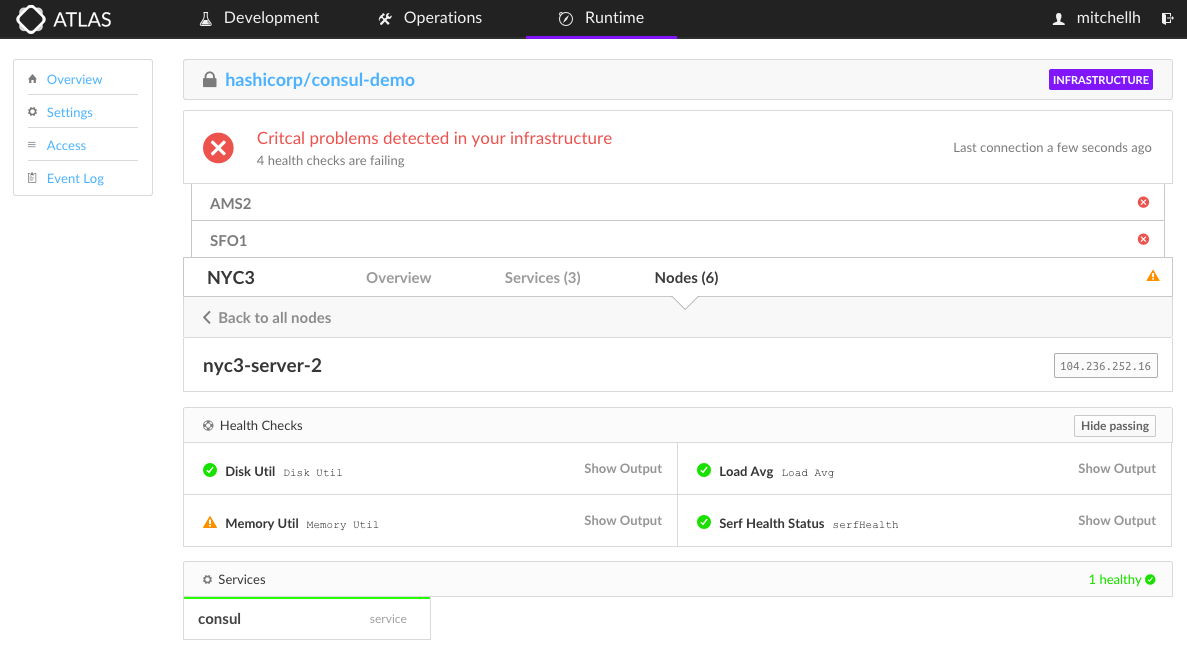 ATLAS Development Operations Runtime mitchellh
Overview
Settings
Access
Event Log
hashicorp/consul-demo INFRASTRUCTURE
Critcal problems detected in your infrastructure
4 health checks are failing
Last connection a few seconds ago
AMS2
SFO1
NYC3 Overview Services (3) Nodes (6)
Back to all nodes
nyc3-server-2 104.236.252.16
Health Checks Hide passing
Disk Util Disk Util Show Output Load Avg Load Avg Show Output
Memory Util Memory Util Show Output Serf Health Status serfHealth Show Output
Services 1 healthy
consul service